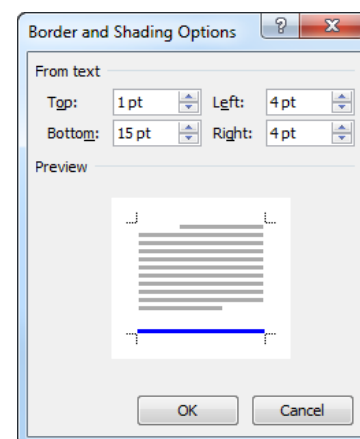 Border and Shading Options ? X
From text
Top: 1 pt Left: 4 pt
Bottom: 15 pt Right: 4 pt
Preview
OK Cancel